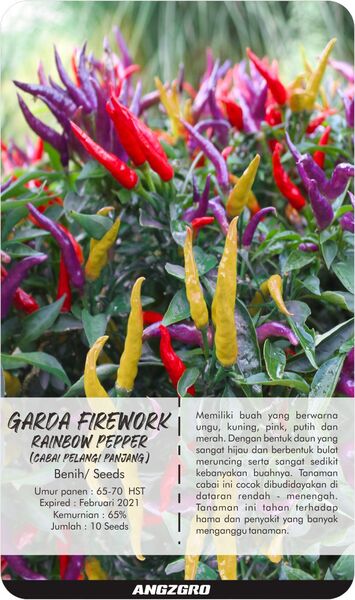 GARDA FIREWORK
RAINBOW PEPPER
(CABAI PELANGI PANJANG)
Benih/ Seeds
Umur panen : 65-70 HST
Expired : Februari 2021
Kemurnian : 65%
Jumlah : 10 Seeds
Memiliki buah yang berwarna
ungu, kuning, pink, putih dan
merah. Dengan bentuk daun yang
sangat hijau dan berbentuk bulat
meruncing serta sangat sedikit
kebanyakan buahnya. Tanaman
cabai ini cocok dibudidayakan di
dataran rendah - menengah.
Tanaman ini tahan terhadap
hama dan penyakit yang banyak
menganggu tanaman.
ANGZGRO